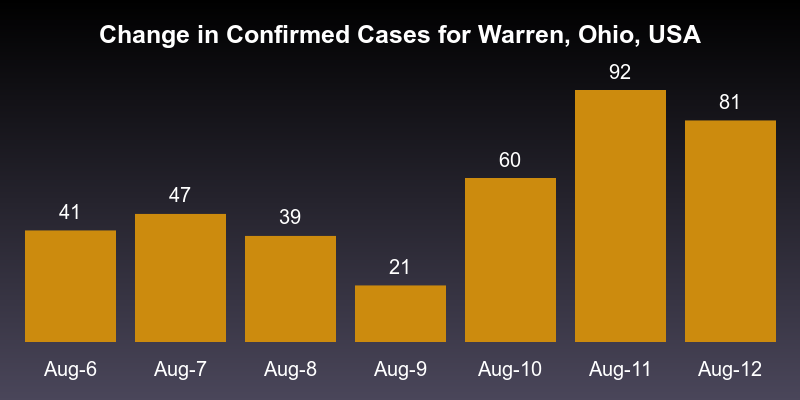 Change in Confirmed Cases for Warren, Ohio, USA
41 47 39 21 60 92 81
Aug-6 Aug-7 Aug-8 Aug-9 Aug-10 Aug-11 Aug-12